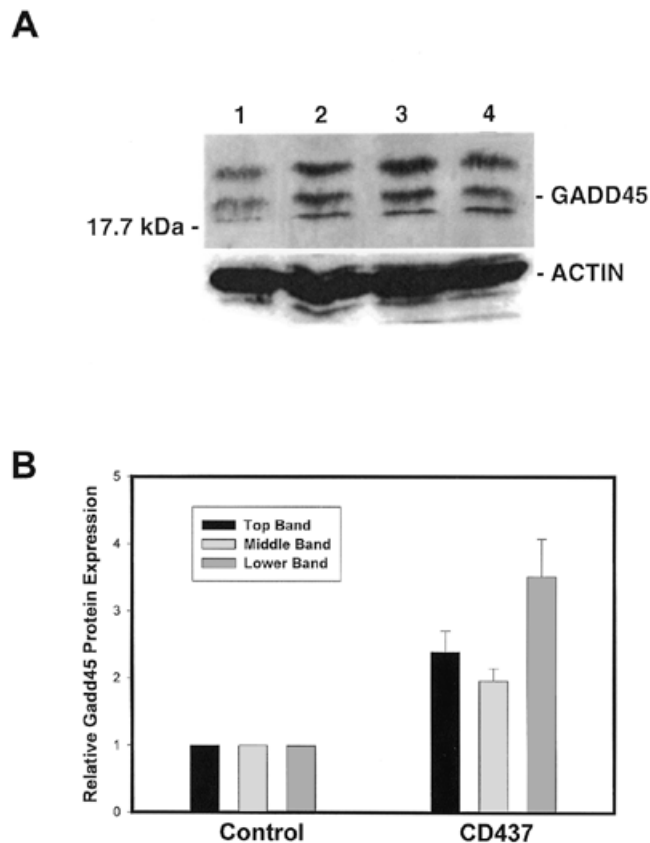 A
1 2 3 4
- GADD45
17.7 kDa -
- ACTIN
B
Relative Gadd45 Protein Expression
5
4
3
2
1
0
Top Band
Middle Band
Lower Band
Control CD437